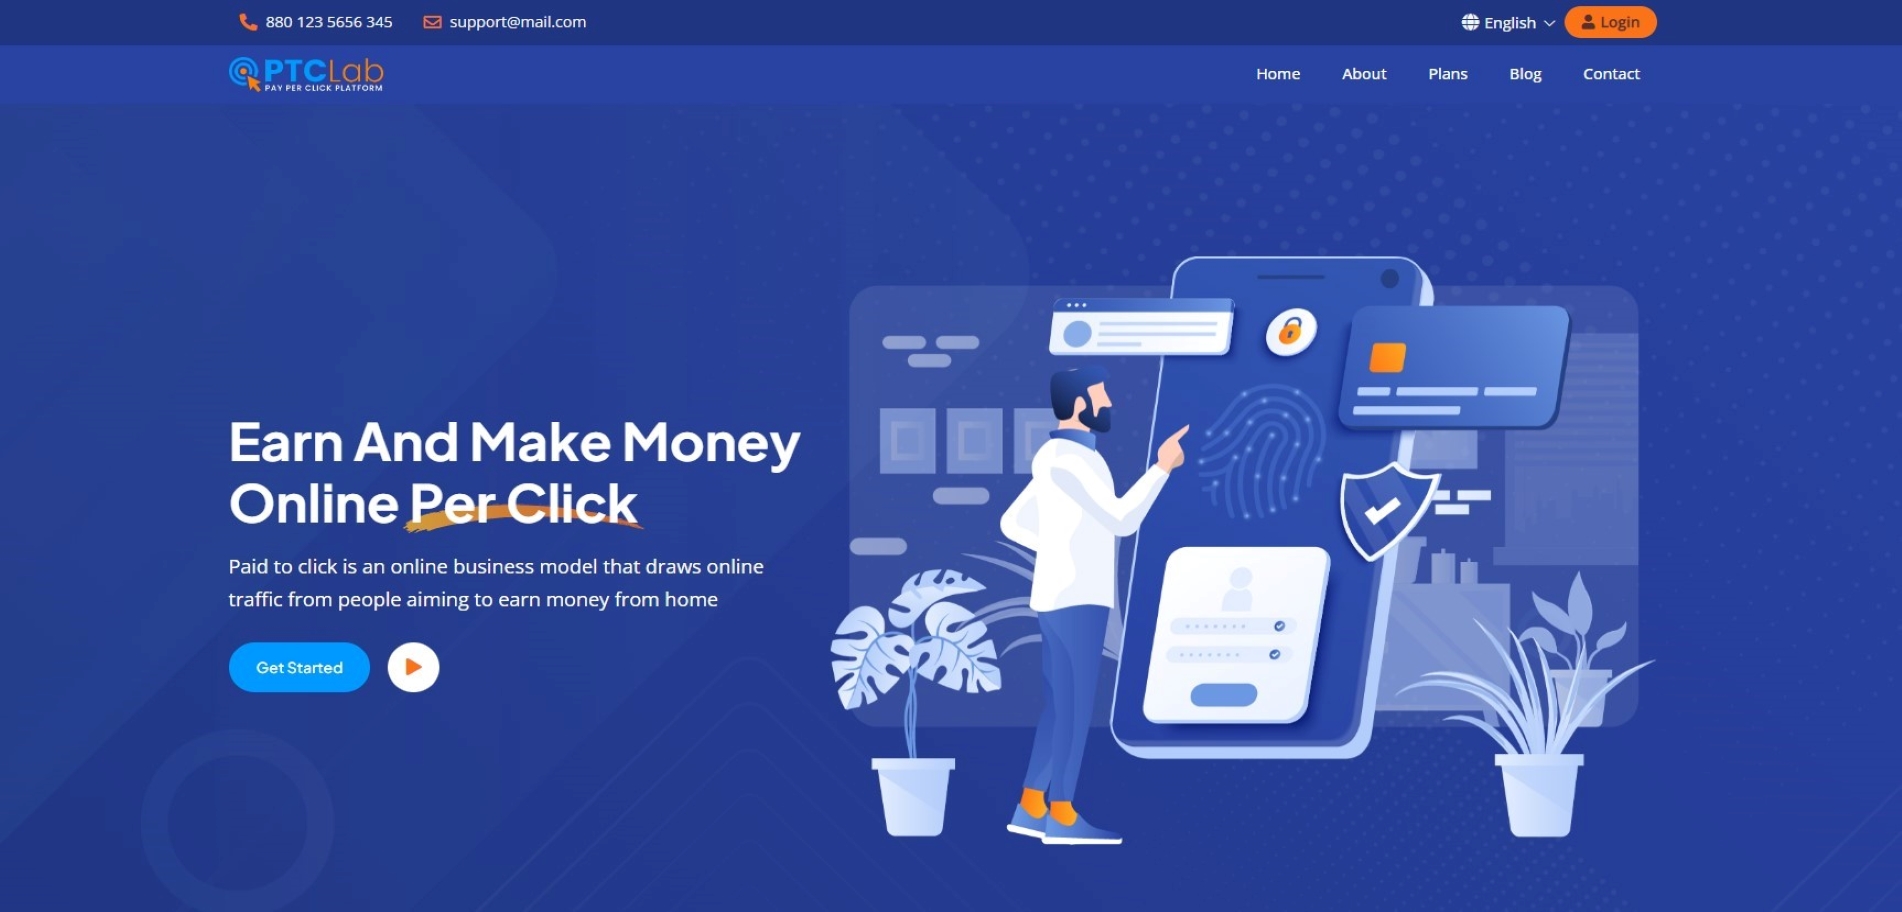 880 123 5656 345
support@mail.com
English
Login
PTCLab
PAY PER CLICK PLATFORM
Home
About
Plans
Blog
Contact
Earn And Make Money
Online Per Click
Paid to click is an online business model that draws online
traffic from people aiming to earn money from home
Get Started